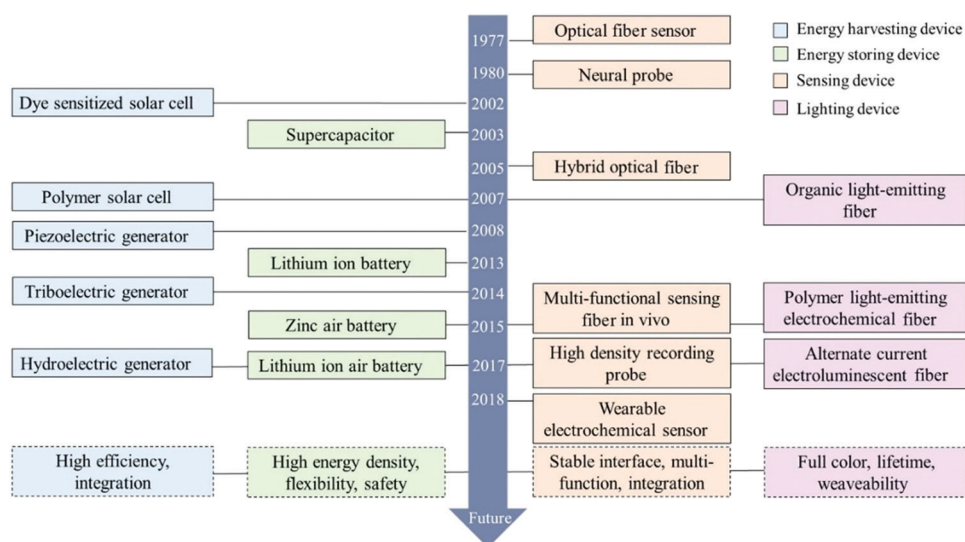 Energy harvesting device
Energy storing device
Sensing device
Lighting device
1977
Optical fiber sensor
1980
Neural probe
Dye sensitized solar cell
2002
Supercapacitor
2003
2005
Hybrid optical fiber
Polymer solar cell
2007
Organic light-emitting
fiber
Piezoelectric generator
2008
Lithium ion battery
2013
Triboelectric generator
2014
Zinc air battery
2015
Multi-functional sensing
fiber in vivo
Polymer light-emitting
electrochemical fiber
Hydroelectric generator
Lithium ion air battery
2017
High density recording
probe
Alternate current
electroluminescent fiber
2018
Wearable
electrochemical sensor
High efficiency,
integration
High energy density,
flexibility, safety
Stable interface, multi-
function, integration
Full color, lifetime,
weaveability
Future